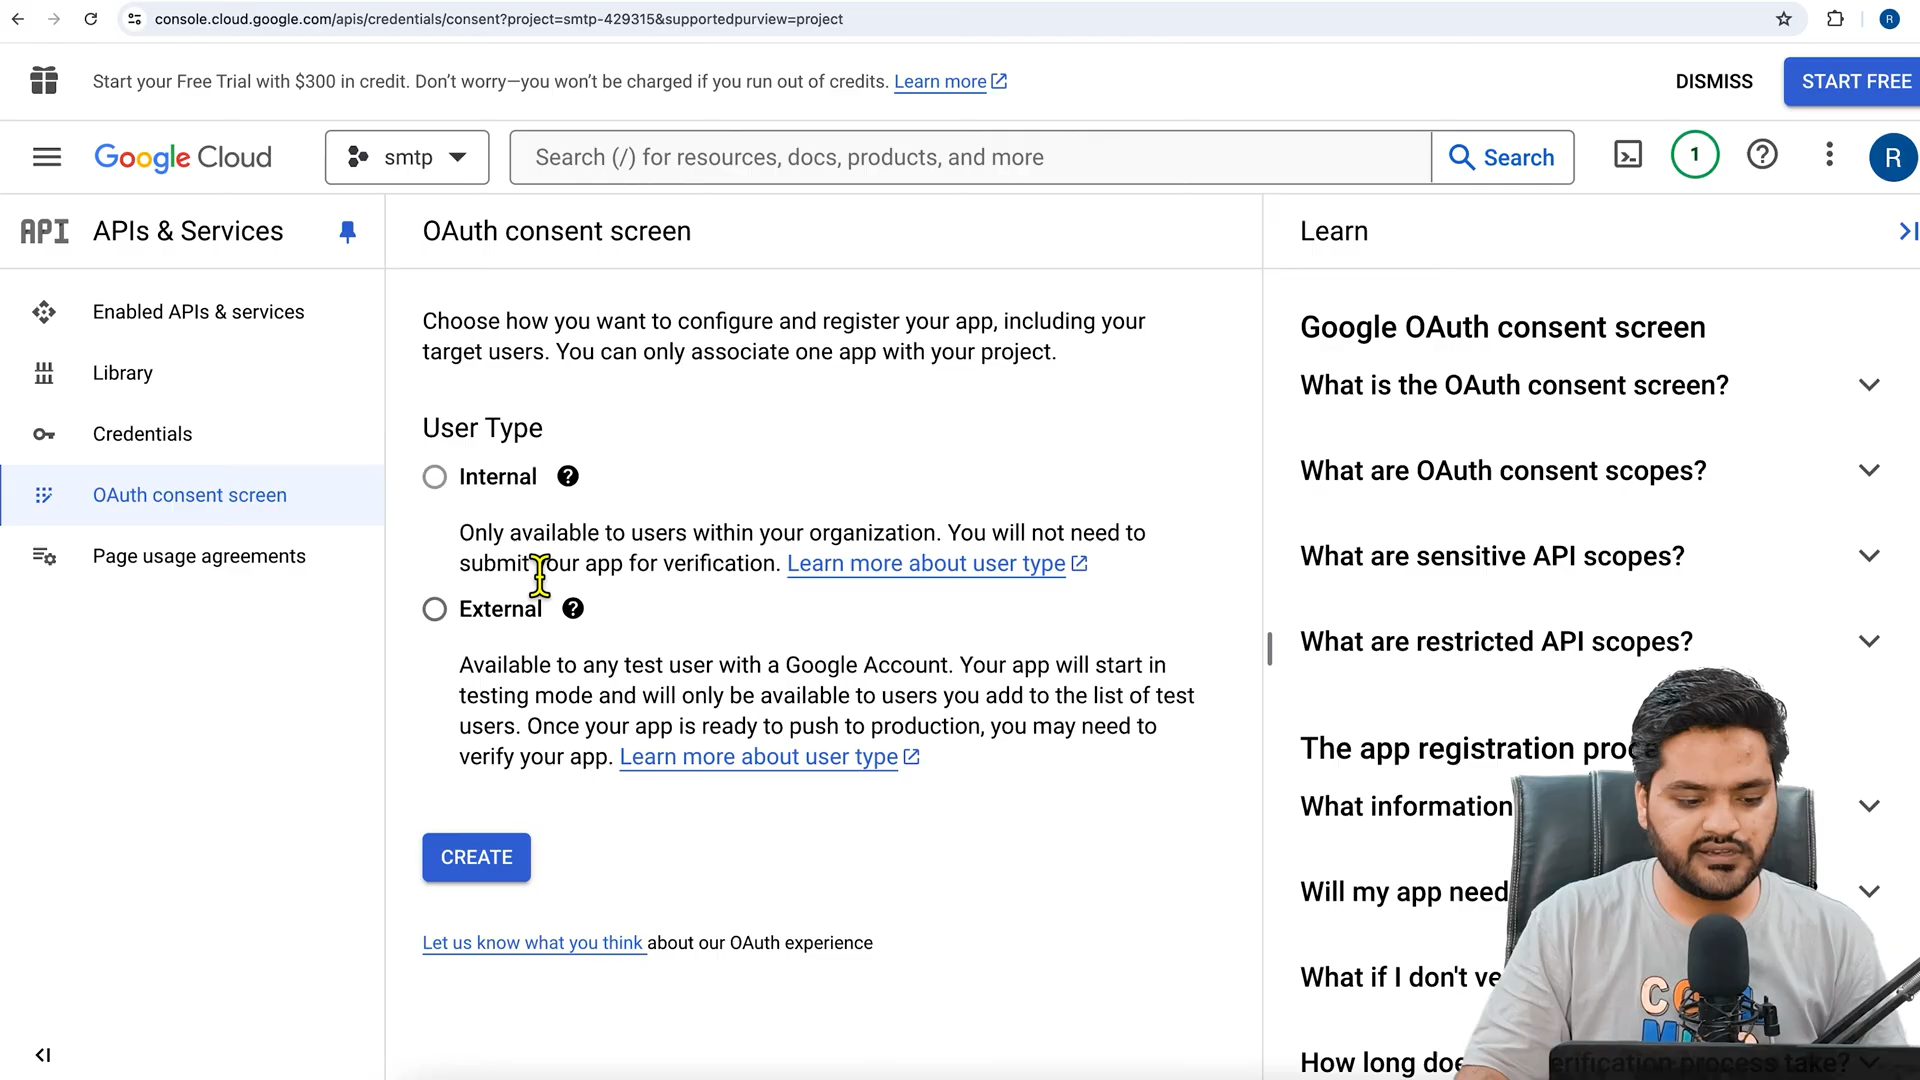 console.cloud.google.com/apis/credentials/consent?project=smtp-429315&supportedpurview=project
R
Start your Free Trial with $300 in credit. Don't worry—you won't be charged if you run out of credits. Learn more
DISMISS
START FREE
Google Cloud
smtp
Search (/) for resources, docs, products, and more
Search
1
R
API APIs & Services
OAuth consent screen
Learn
Enabled APIs & services
Library
Credentials
OAuth consent screen
Page usage agreements
Choose how you want to configure and register your app, including your
target users. You can only associate one app with your project.
User Type
Internal
Only available to users within your organization. You will not need to
submit your app for verification. Learn more about user type
External
Available to any test user with a Google Account. Your app will start in
testing mode and will only be available to users you add to the list of test
users. Once your app is ready to push to production, you may need to
verify your app. Learn more about user type
CREATE
Let us know what you think about our OAuth experience
Google OAuth consent screen
What is the OAuth consent screen?
What are OAuth consent scopes?
What are sensitive API scopes?
What are restricted API scopes?
The app registration
What information
Will my app need
What if I don't
How long verification process take?